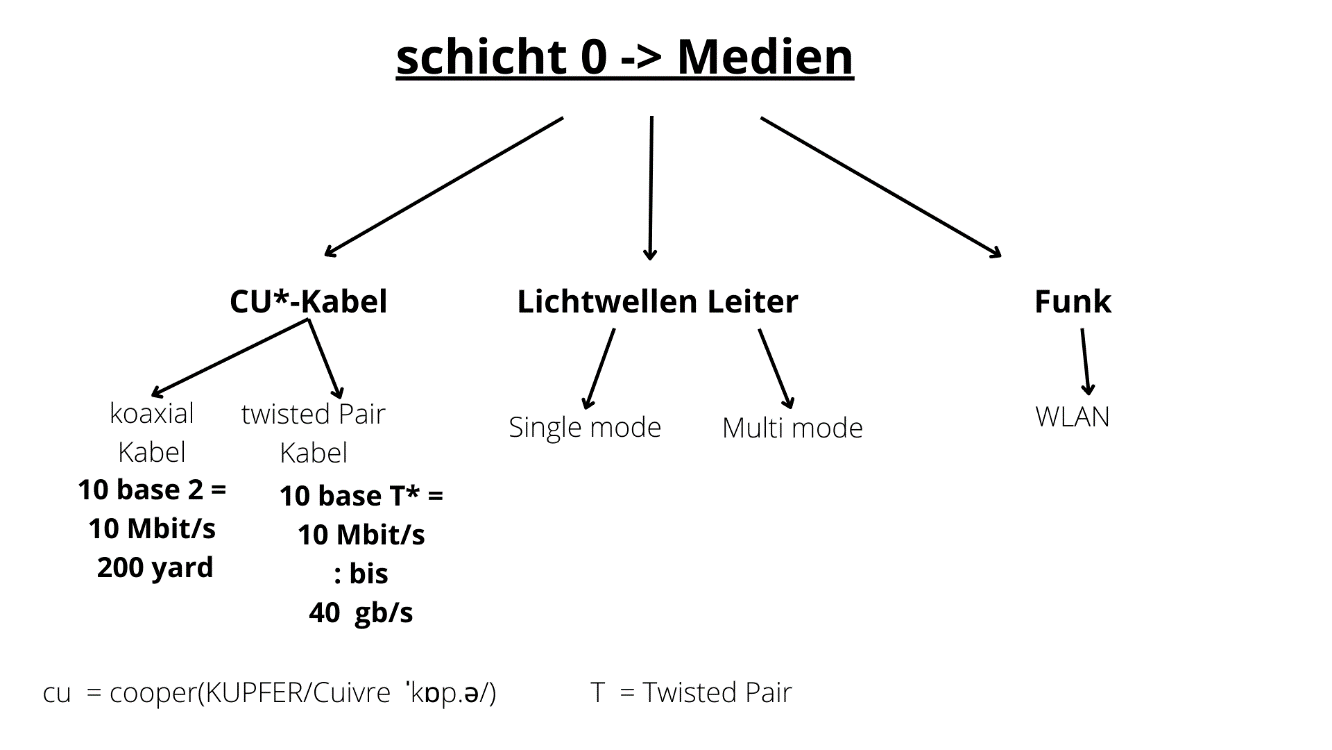 schicht 0 -> Medien
CU*-Kabel
Lichtwellen Leiter
Funk
koaxial
Kabel
10 base 2 =
10 Mbit/s
200 yard
twisted Pair
Kabel
10 base T* =
10 Mbit/s
: bis
40 gb/s
Single mode
Multi mode
WLAN
cu = cooper(KUPFER/Cuivre ˈkɒp.ə/)
T = Twisted Pair